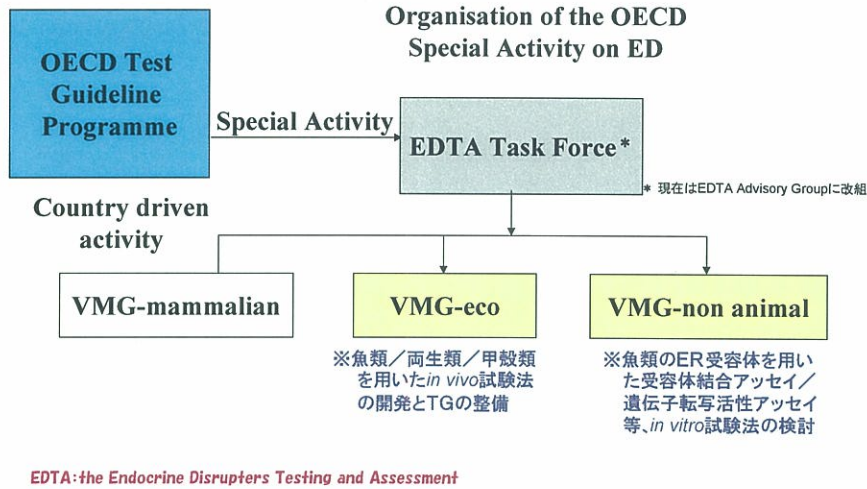 Organisation of the OECD
Special Activity on ED
OECD Test
Guideline
Programme
Special Activity
EDTA Task Force*
* 現在はEDTA Advisory Groupに改組
Country driven
activity
VMG-mammalian
VMG-eco
VMG-non animal
※魚類／両生類／甲殻類
を用いたin vivo試験法
の開発とTGの整備
※魚類のER受容体を用い
た受容体結合アッセイ／
遺伝子転写活性アッセイ
等、in vitro試験法の検討
EDTA:the Endocrine Disrupters Testing and Assessment